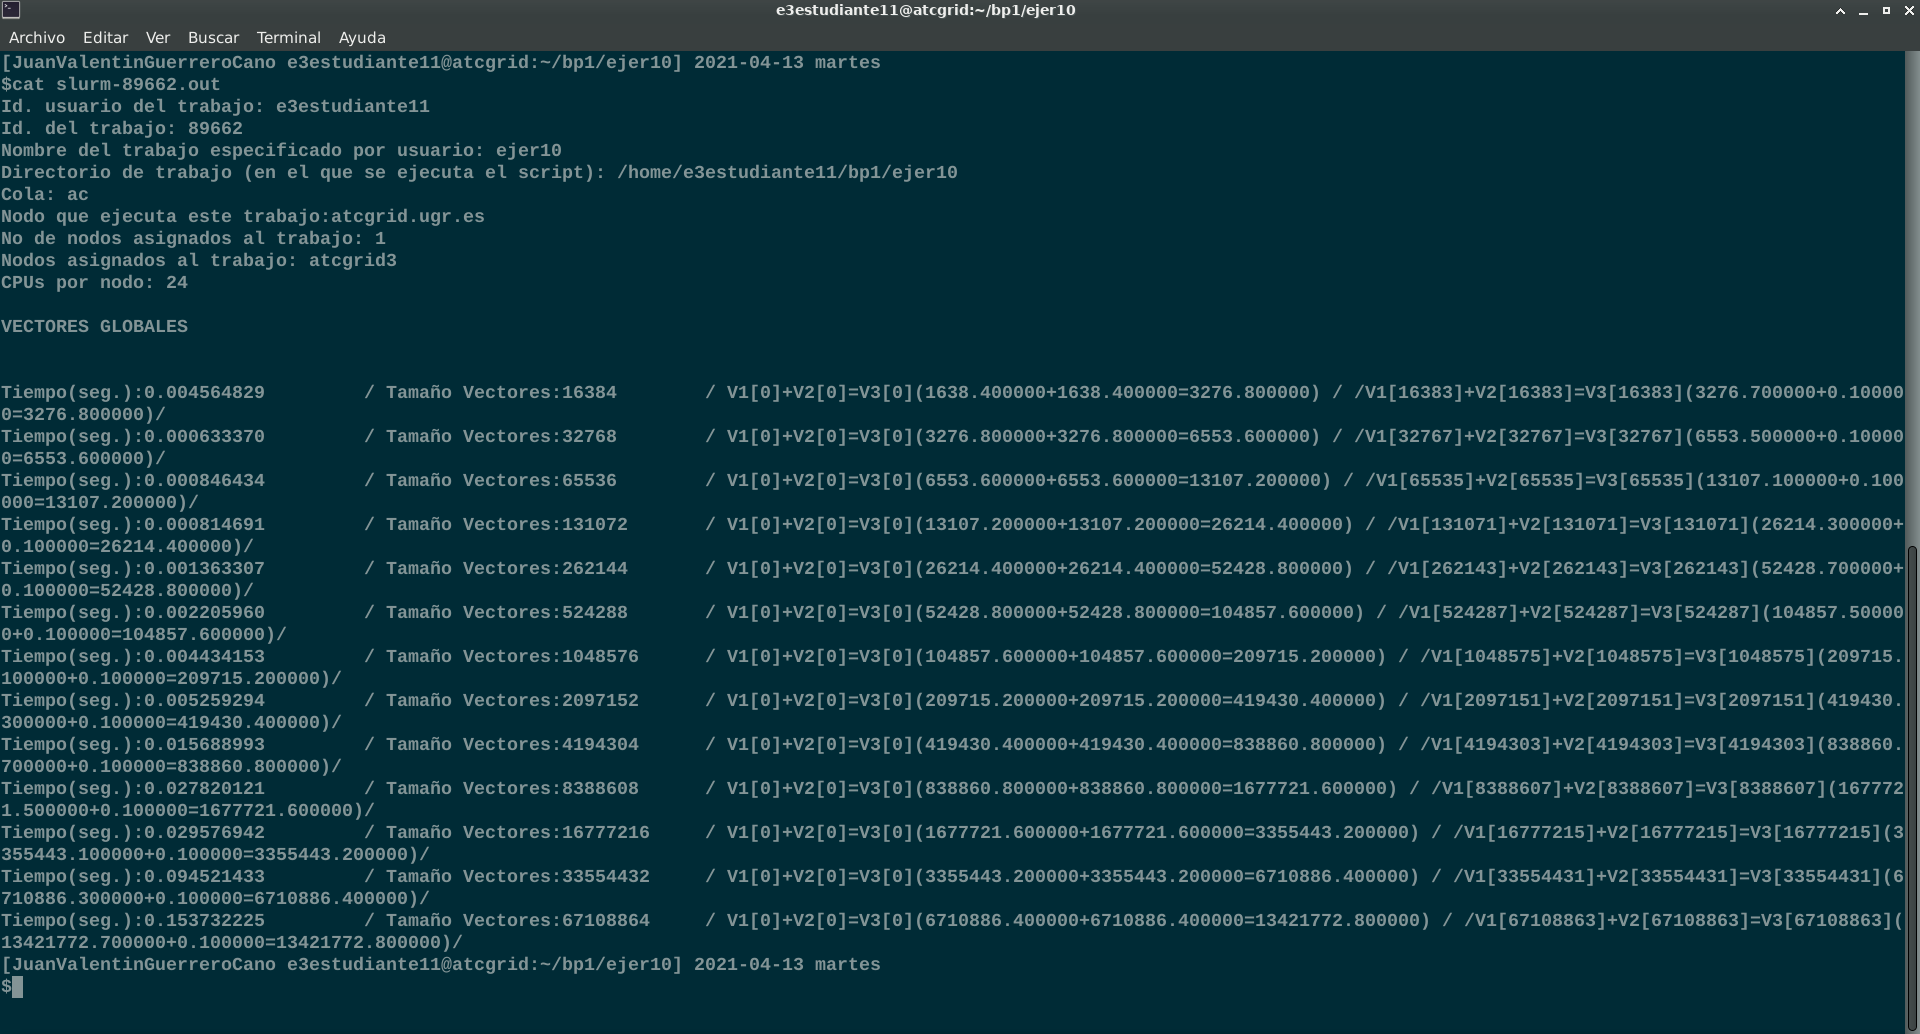 e3estudiante11@atcgrid:~/bp1/ejer10
Archivo Editar Ver Buscar Terminal Ayuda
[JuanValentinGuerreroCano e3estudiante11@atcgrid:~/bp1/ejer10] 2021-04-13 martes
$cat slurm-89662.out
Id. usuario del trabajo: e3estudiante11
Id. del trabajo: 89662
Nombre del trabajo especificado por usuario: ejer10
Directorio de trabajo (en el que se ejecuta el script): /home/e3estudiante11/bp1/ejer10
Cola: ac
Nodo que ejecuta este trabajo:atcgrid.ugr.es
No de nodos asignados al trabajo: 1
Nodos asignados al trabajo: atcgrid3
CPUs por nodo: 24
VECTORES GLOBALES
Tiempo(seg.):0.004564829 / Tamaño Vectores:16384 / V1[0]+V2[0]=V3[0](1638.400000+1638.400000=3276.800000) / /V1[16383]+V2[16383]=V3[16383](3276.700000+0.10000
0=3276.800000)/
Tiempo(seg.):0.000633370 / Tamaño Vectores:32768 / V1[0]+V2[0]=V3[0](3276.800000+3276.800000=6553.600000) / /V1[32767]+V2[32767]=V3[32767](6553.500000+0.10000
0=6553.600000)/
Tiempo(seg.):0.000846434 / Tamaño Vectores:65536 / V1[0]+V2[0]=V3[0](6553.600000+6553.600000=13107.200000) / /V1[65535]+V2[65535]=V3[65535](13107.100000+0.100
000=13107.200000)/
Tiempo(seg.):0.000814691 / Tamaño Vectores:131072 / V1[0]+V2[0]=V3[0](13107.200000+13107.200000=26214.400000) / /V1[131071]+V2[131071]=V3[131071](26214.300000+
0.100000=26214.400000)/
Tiempo(seg.):0.001363307 / Tamaño Vectores:262144 / V1[0]+V2[0]=V3[0](26214.400000+26214.400000=52428.800000) / /V1[262143]+V2[262143]=V3[262143](52428.700000+
0.100000=52428.800000)/
Tiempo(seg.):0.002205960 / Tamaño Vectores:524288 / V1[0]+V2[0]=V3[0](52428.800000+52428.800000=104857.600000) / /V1[524287]+V2[524287]=V3[524287](104857.50000
0+0.100000=104857.600000)/
Tiempo(seg.):0.004434153 / Tamaño Vectores:1048576 / V1[0]+V2[0]=V3[0](104857.600000+104857.600000=209715.200000) / /V1[1048575]+V2[1048575]=V3[1048575](209715.
100000+0.100000=209715.200000)/
Tiempo(seg.):0.005259294 / Tamaño Vectores:2097152 / V1[0]+V2[0]=V3[0](209715.200000+209715.200000=419430.400000) / /V1[2097151]+V2[2097151]=V3[2097151](419430.
300000+0.100000=419430.400000)/
Tiempo(seg.):0.015688993 / Tamaño Vectores:4194304 / V1[0]+V2[0]=V3[0](419430.400000+419430.400000=838860.800000) / /V1[4194303]+V2[4194303]=V3[4194303](838860.
700000+0.100000=838860.800000)/
Tiempo(seg.):0.027820121 / Tamaño Vectores:8388608 / V1[0]+V2[0]=V3[0](838860.800000+838860.800000=1677721.600000) / /V1[8388607]+V2[8388607]=V3[8388607](167772
1.500000+0.100000=1677721.600000)/
Tiempo(seg.):0.029576942 / Tamaño Vectores:16777216 / V1[0]+V2[0]=V3[0](1677721.600000+1677721.600000=3355443.200000) / /V1[16777215]+V2[16777215]=V3[16777215](3
355443.100000+0.100000=3355443.200000)/
Tiempo(seg.):0.094521433 / Tamaño Vectores:33554432 / V1[0]+V2[0]=V3[0](3355443.200000+3355443.200000=6710886.400000) / /V1[33554431]+V2[33554431]=V3[33554431](6
710886.300000+0.100000=6710886.400000)/
Tiempo(seg.):0.153732225 / Tamaño Vectores:67108864 / V1[0]+V2[0]=V3[0](6710886.400000+6710886.400000=13421772.800000) / /V1[67108863]+V2[67108863]=V3[67108863](
13421772.700000+0.100000=13421772.800000)/
[JuanValentinGuerreroCano e3estudiante11@atcgrid:~/bp1/ejer10] 2021-04-13 martes
$